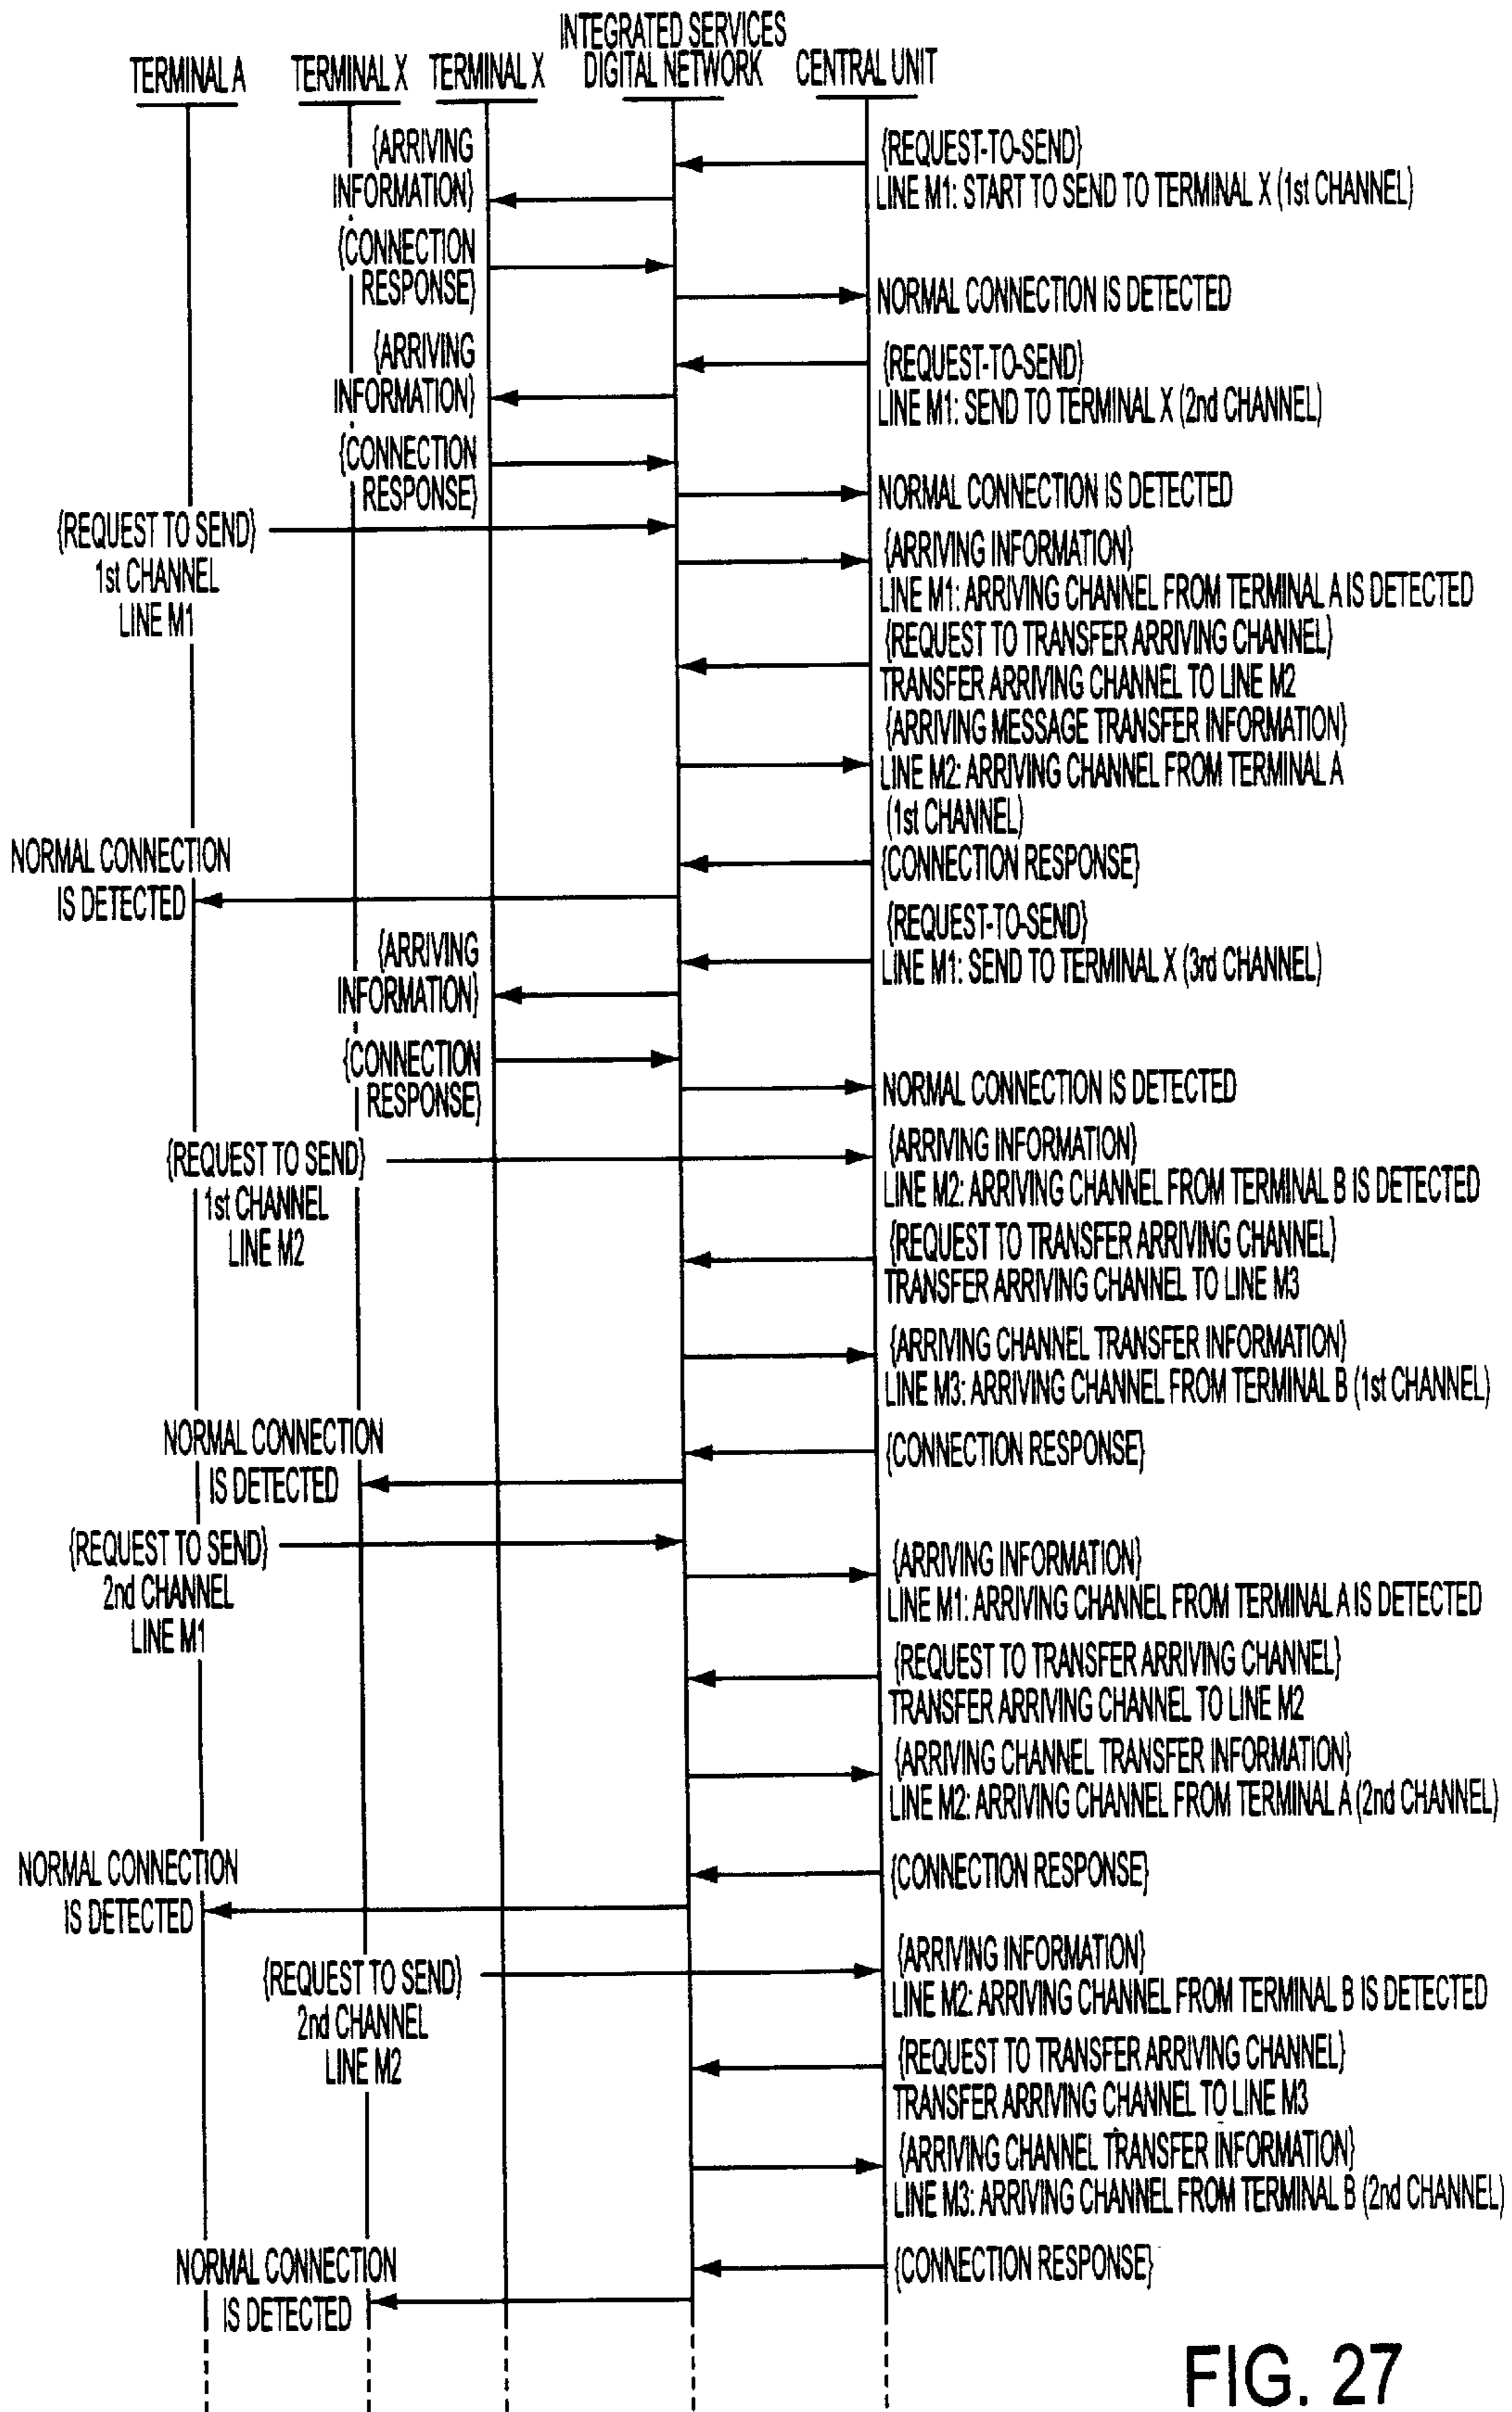 INTEGRATED SERVICES
TERMINAL A TERMINAL X TERMINAL X DIGITAL NETWORK CENTRAL UNIT
{ARRIVING
INFORMATION}
{REQUEST-TO-SEND}
LINE M1: START TO SEND TO TERMINAL X (1st CHANNEL)
{CONNECTION
RESPONSE}
NORMAL CONNECTION IS DETECTED
{ARRIVING
INFORMATION}
{REQUEST-TO-SEND}
LINE M1: SEND TO TERMINAL X (2nd CHANNEL)
{CONNECTION
RESPONSE}
NORMAL CONNECTION IS DETECTED
{REQUEST TO SEND}
1st CHANNEL
LINE M1
{ARRIVING INFORMATION}
LINE M1: ARRIVING CHANNEL FROM TERMINAL A IS DETECTED
{REQUEST TO TRANSFER ARRIVING CHANNEL}
TRANSFER ARRIVING CHANNEL TO LINE M2
{ARRIVING MESSAGE TRANSFER INFORMATION}
LINE M2: ARRIVING CHANNEL FROM TERMINAL A
(1st CHANNEL)
{CONNECTION RESPONSE}
NORMAL CONNECTION
IS DETECTED
{REQUEST-TO-SEND}
LINE M1: SEND TO TERMINAL X (3rd CHANNEL)
{ARRIVING
INFORMATION}
{CONNECTION
RESPONSE}
NORMAL CONNECTION IS DETECTED
{REQUEST TO SEND}
1st CHANNEL
LINE M2
{ARRIVING INFORMATION}
LINE M2: ARRIVING CHANNEL FROM TERMINAL B IS DETECTED
{REQUEST TO TRANSFER ARRIVING CHANNEL}
TRANSFER ARRIVING CHANNEL TO LINE M3
{ARRIVING CHANNEL TRANSFER INFORMATION}
LINE M3: ARRIVING CHANNEL FROM TERMINAL B (1st CHANNEL)
{CONNECTION RESPONSE}
NORMAL CONNECTION
IS DETECTED
{REQUEST TO SEND}
2nd CHANNEL
LINE M1
{ARRIVING INFORMATION}
LINE M1: ARRIVING CHANNEL FROM TERMINAL A IS DETECTED
{REQUEST TO TRANSFER ARRIVING CHANNEL}
TRANSFER ARRIVING CHANNEL TO LINE M2
{ARRIVING CHANNEL TRANSFER INFORMATION}
LINE M2: ARRIVING CHANNEL FROM TERMINAL A (2nd CHANNEL)
{CONNECTION RESPONSE}
NORMAL CONNECTION
IS DETECTED
{REQUEST TO SEND}
2nd CHANNEL
LINE M2
{ARRIVING INFORMATION}
LINE M2: ARRIVING CHANNEL FROM TERMINAL B IS DETECTED
{REQUEST TO TRANSFER ARRIVING CHANNEL}
TRANSFER ARRIVING CHANNEL TO LINE M3
{ARRIVING CHANNEL TRANSFER INFORMATION}
LINE M3: ARRIVING CHANNEL FROM TERMINAL B (2nd CHANNEL)
{CONNECTION RESPONSE}
NORMAL CONNECTION
IS DETECTED
FIG. 27